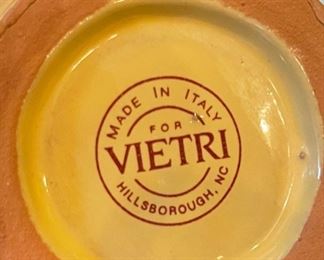 MADE IN ITALY
FOR
VIETRI
HILLSBOROUGH, NC